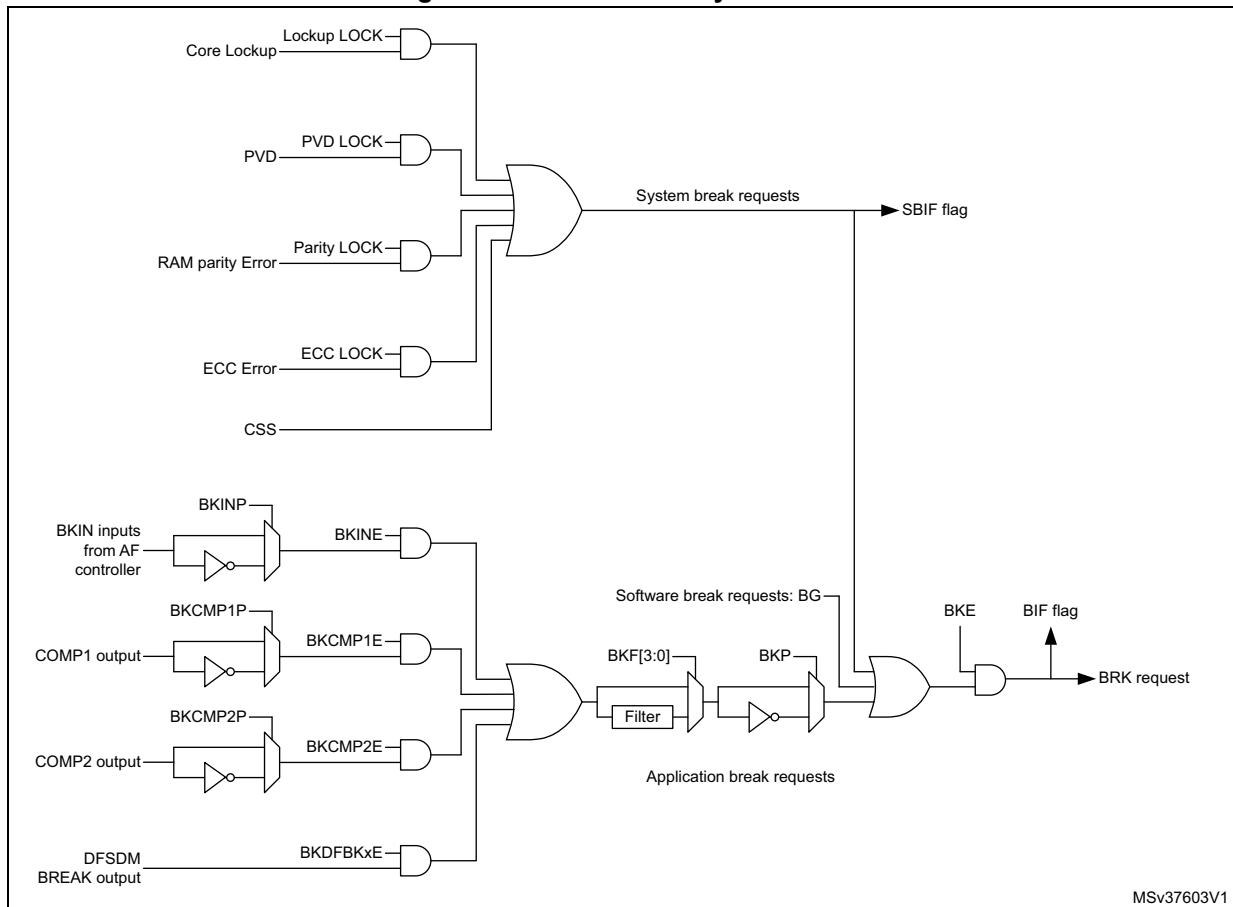 Lockup LOCK
Core Lockup
PVD LOCK
PVD
System break requests
SBIF flag
Parity LOCK
RAM parity Error
ECC LOCK
ECC Error
CSS
BKINP
BKIN inputs
from AF
controller
BKINE
Software break requests: BG
BKE
BIF flag
BKCMP1P
BKCMP1E
COMP1 output
BKF[3:0]
BKP
BRK request
Filter
BKCMP2P
BKCMP2E
COMP2 output
Application break requests
BKDFBKxE
DFSDM
BREAK output
MSv37603V1